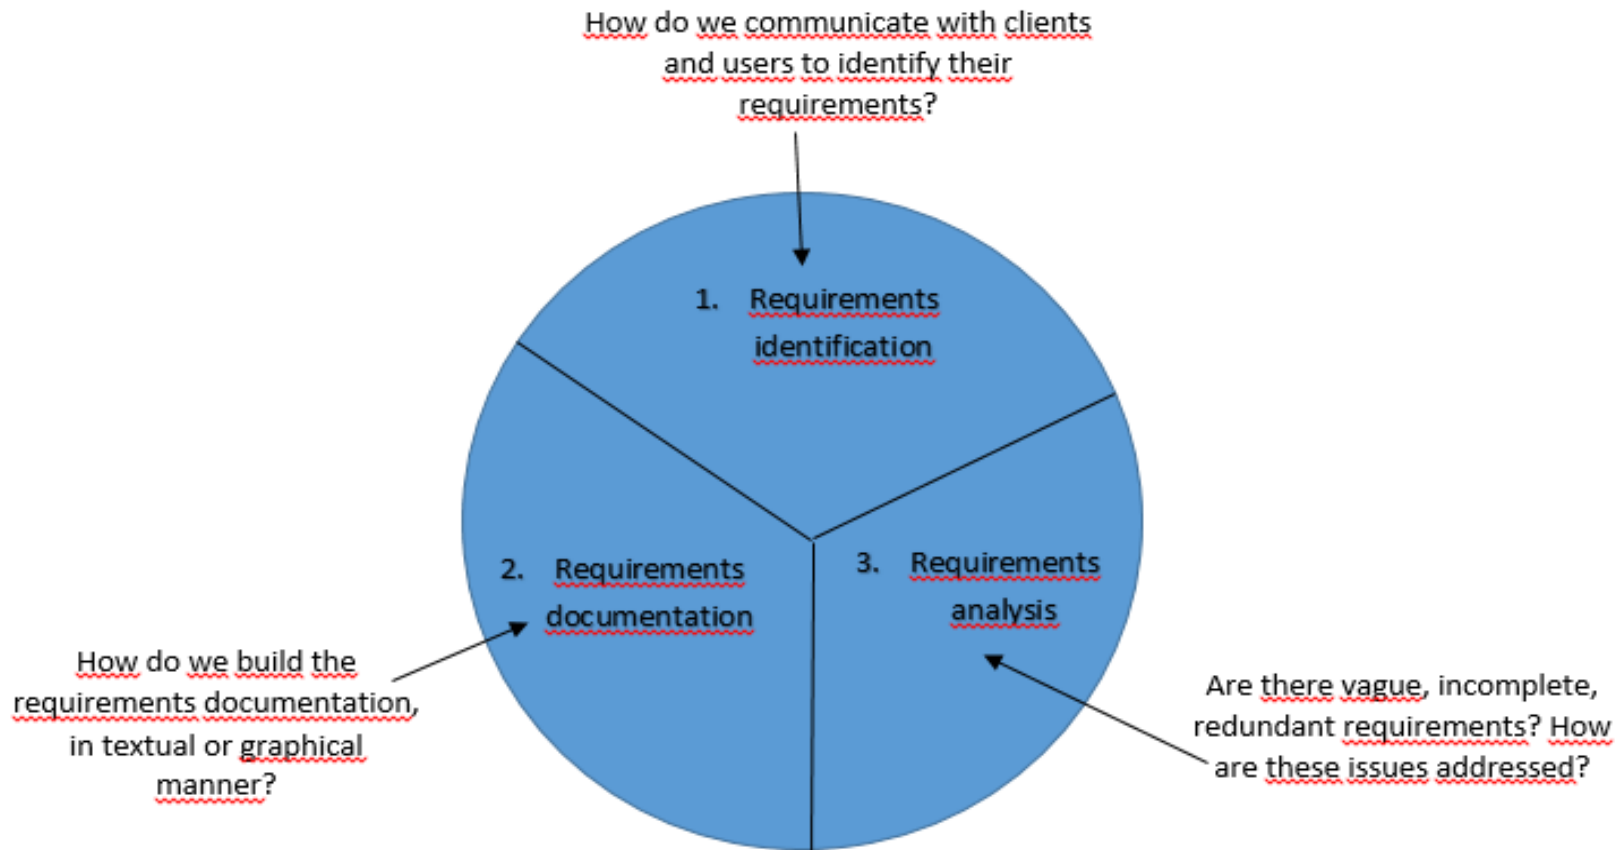 How do we communicate with clients
and users to identify their
requirements?
1. Requirements
identification
2. Requirements
documentation
3. Requirements
analysis
How do we build the
requirements documentation,
in textual or graphical
manner?
Are there vague, incomplete,
redundant requirements? How
are these issues addressed?